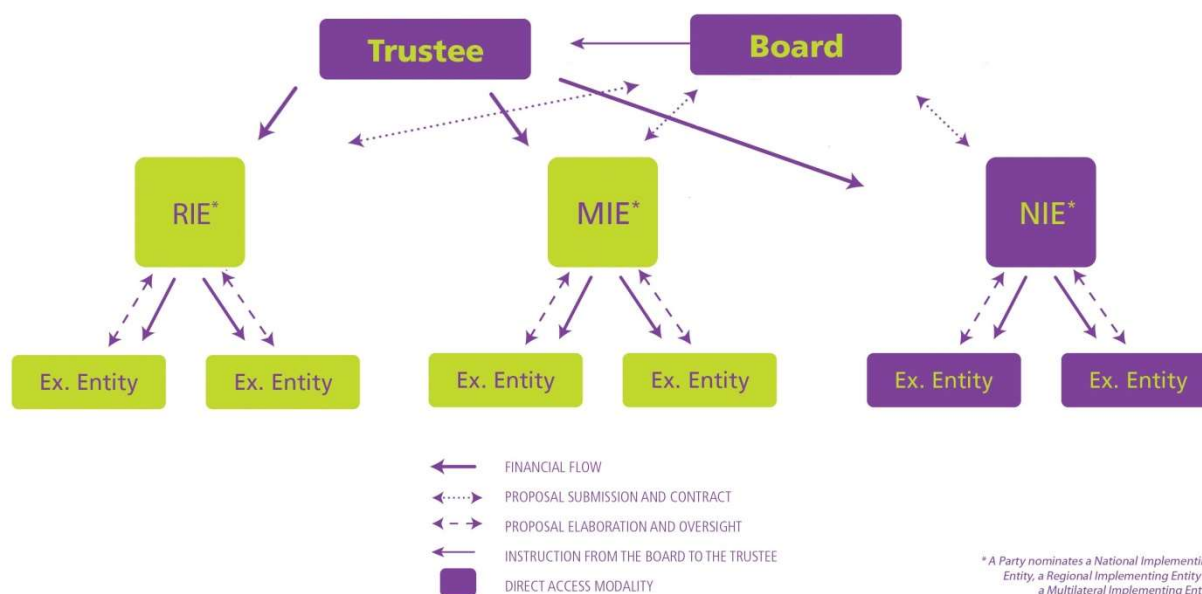 Trustee
Board
RIE*
MIE*
NIE*
Ex. Entity
Ex. Entity
Ex. Entity
Ex. Entity
Ex. Entity
Ex. Entity
FINANCIAL FLOW
PROPOSAL SUBMISSION AND CONTRACT
PROPOSAL ELABORATION AND OVERSIGHT
INSTRUCTION FROM THE BOARD TO THE TRUSTEE
DIRECT ACCESS MODALITY
* A Party nominates a National
Entity, a Regional Implementing Entity
a Multilateral Implementing